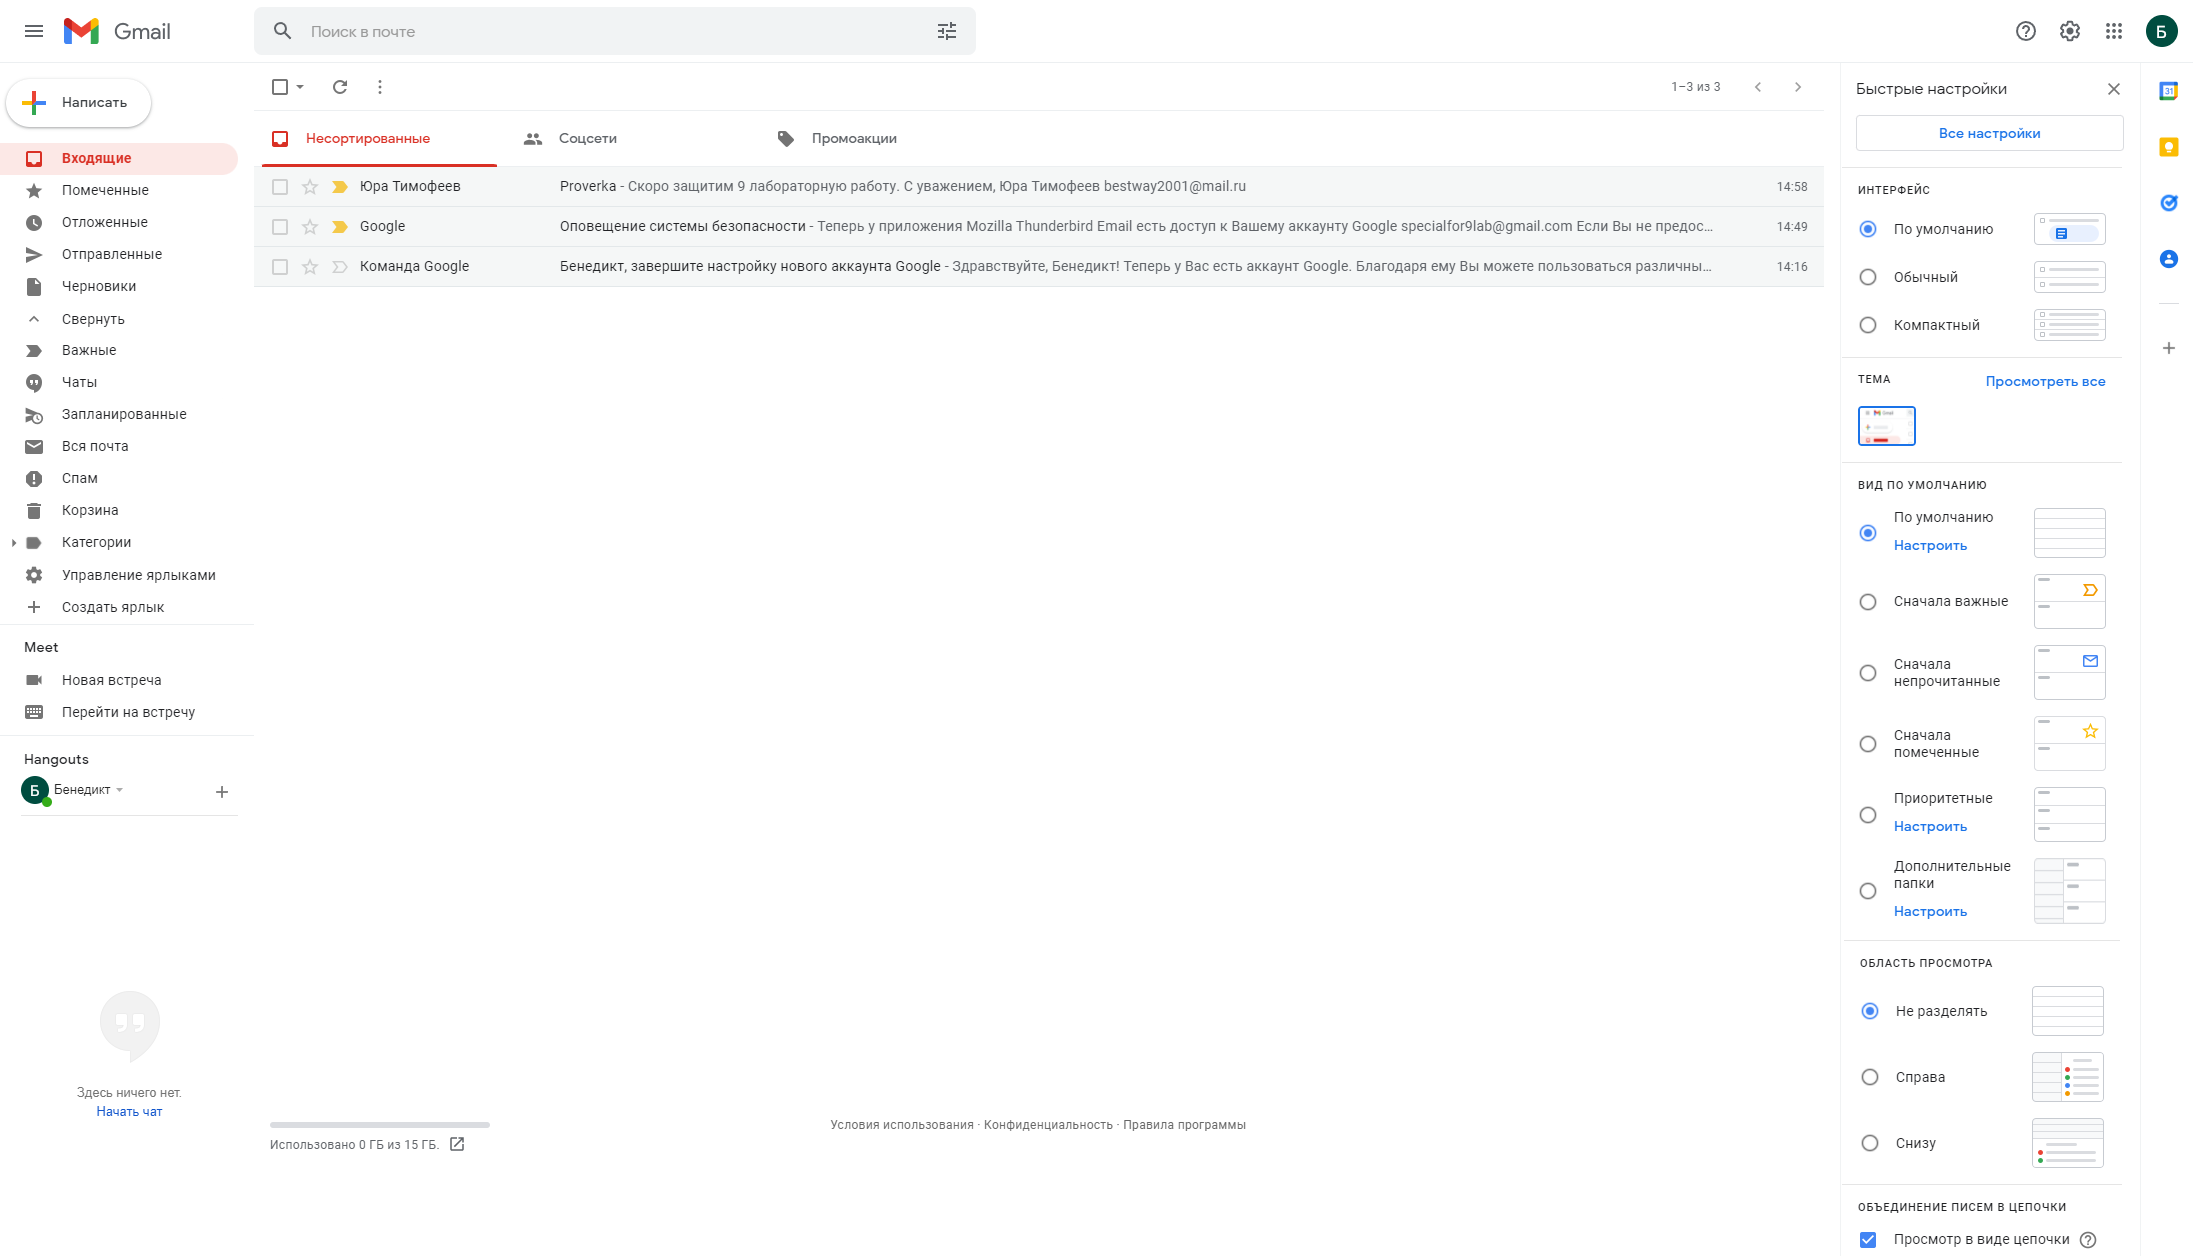 Gmail
Поиск в почте
Б
Написать
Входящие
Помеченные
Отложенные
Отправленные
Черновики
Свернуть
Важные
Чаты
Запланированные
Вся почта
Спам
Корзина
Категории
Управление ярлыками
Создать ярлык
Meet
Новая встреча
Перейти на встречу
Hangouts
Б Бенедикт
Здесь ничего нет.
Начать чат
1–3 из 3
Несортированные Соцсети Промоакции
Юра Тимофеев Proverka - Скоро защитим 9 лабораторную работу. С уважением, Юра Тимофеев bestway2001@mail.ru 14:58
Google Оповещение системы безопасности - Теперь у приложения Mozilla Thunderbird Email есть доступ к Вашему аккаунту Google specialfor9lab@gmail.com Если Вы не предос… 14:49
Команда Google Бенедикт, завершите настройку нового аккаунта Google - Здравствуйте, Бенедикт! Теперь у Вас есть аккаунт Google. Благодаря ему Вы можете пользоваться различны… 14:16
Использовано 0 ГБ из 15 ГБ.
Условия использования · Конфиденциальность · Правила программы
Быстрые настройки
Все настройки
ИНТЕРФЕЙС
По умолчанию
Обычный
Компактный
ТЕМА Просмотреть все
ВИД ПО УМОЛЧАНИЮ
По умолчанию
Настроить
Сначала важные
Сначала
непрочитанные
Сначала
помеченные
Приоритетные
Настроить
Дополнительные
папки
Настроить
ОБЛАСТЬ ПРОСМОТРА
Не разделять
Справа
Снизу
ОБЪЕДИНЕНИЕ ПИСЕМ В ЦЕПОЧКИ
Просмотр в виде цепочки
31